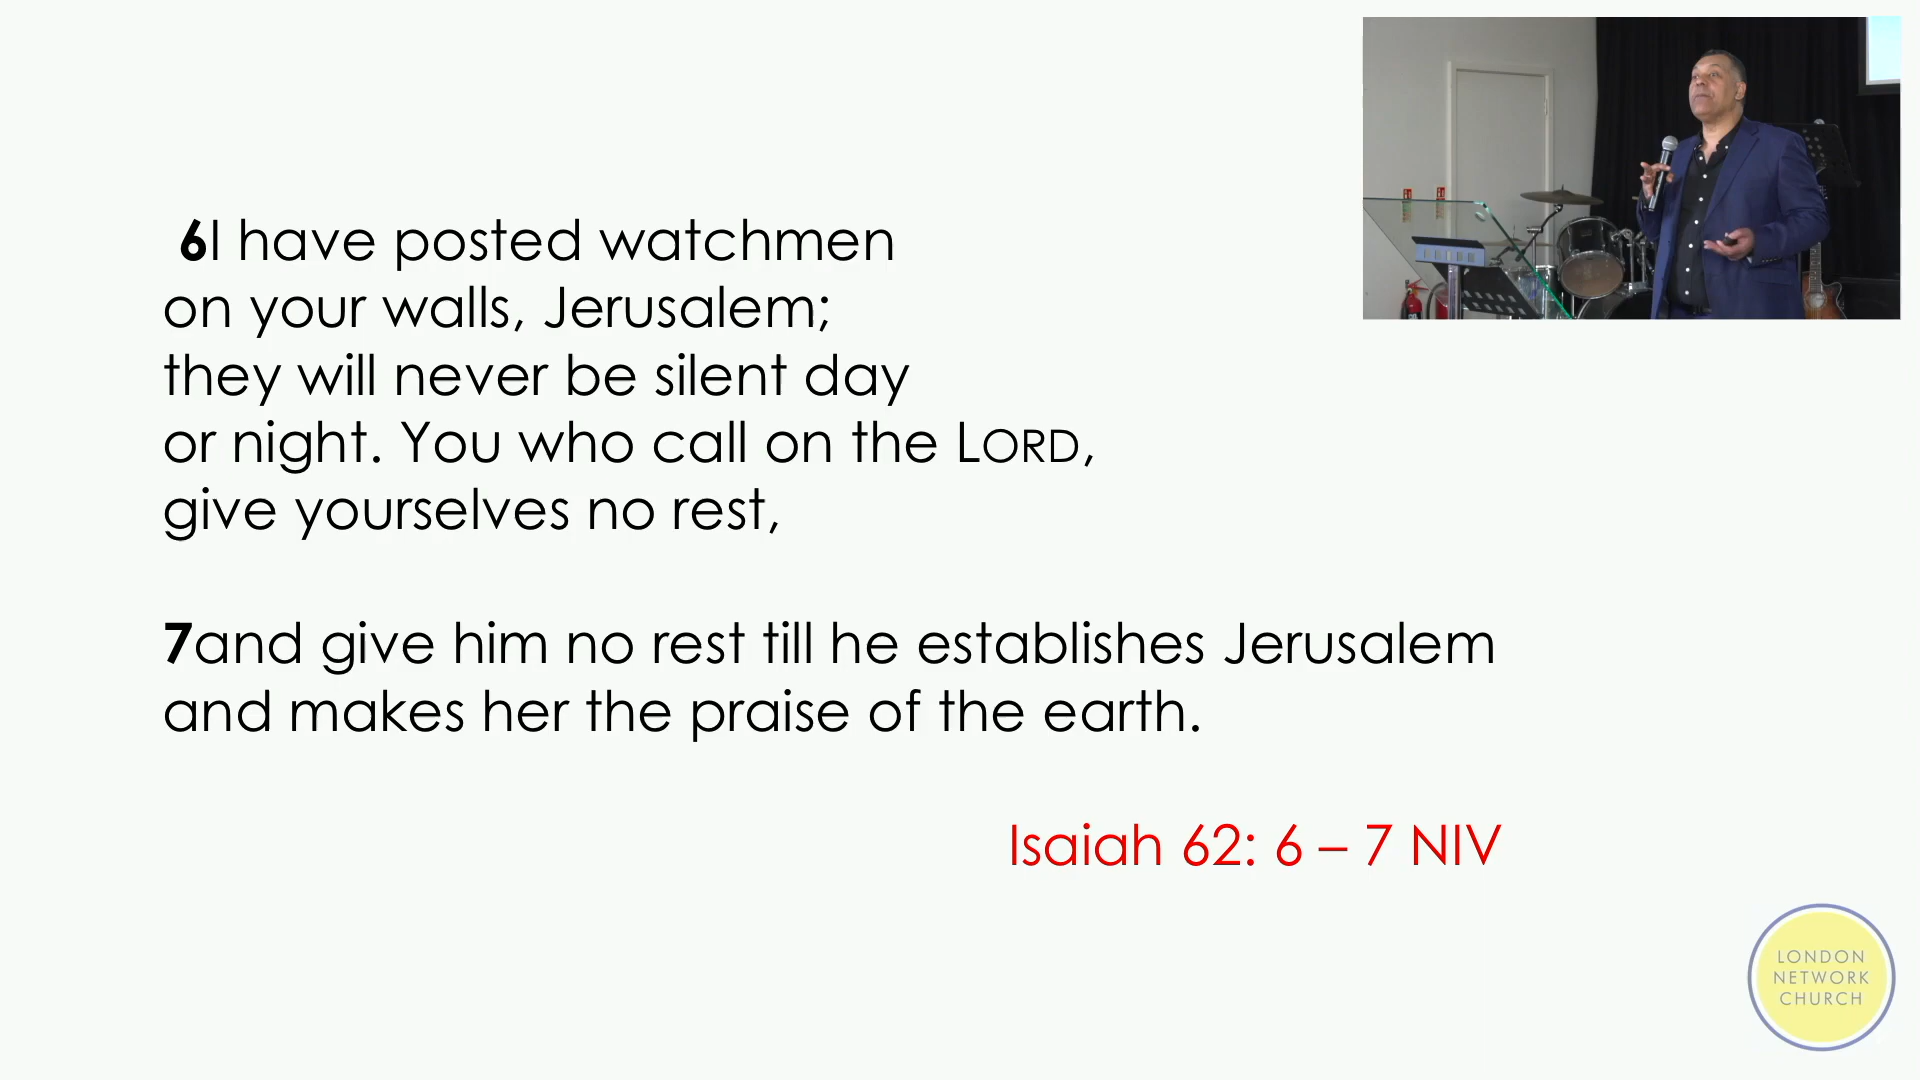 6I have posted watchmen
on your walls, Jerusalem;
they will never be silent day
or night. You who call on the LORD,
give yourselves no rest,
7and give him no rest till he establishes Jerusalem
and makes her the praise of the earth.
Isaiah 62: 6 – 7 NIV
LONDON
NETWORK
CHURCH